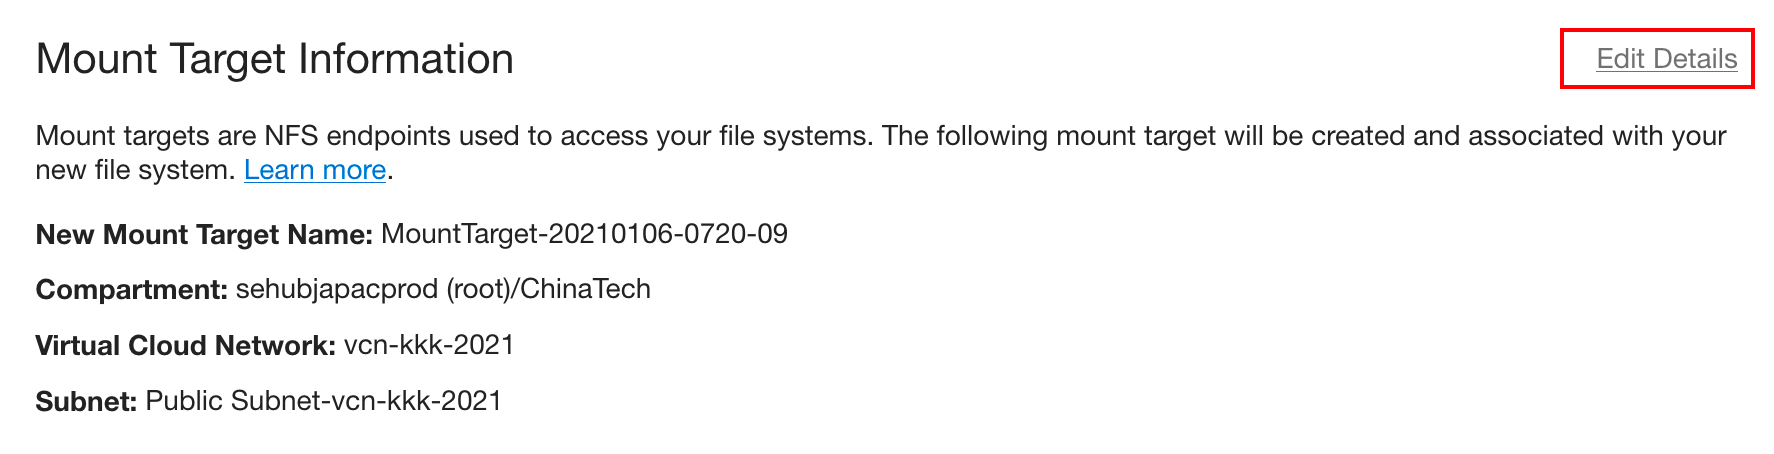 Mount Target Information
Edit Details
Mount targets are NFS endpoints used to access your file systems. The following mount target will be created and associated with your
new file system. Learn more.
New Mount Target Name: MountTarget-20210106-0720-09
Compartment: sehubjapacprod (root)/ChinaTech
Virtual Cloud Network: vcn-kkk-2021
Subnet: Public Subnet-vcn-kkk-2021